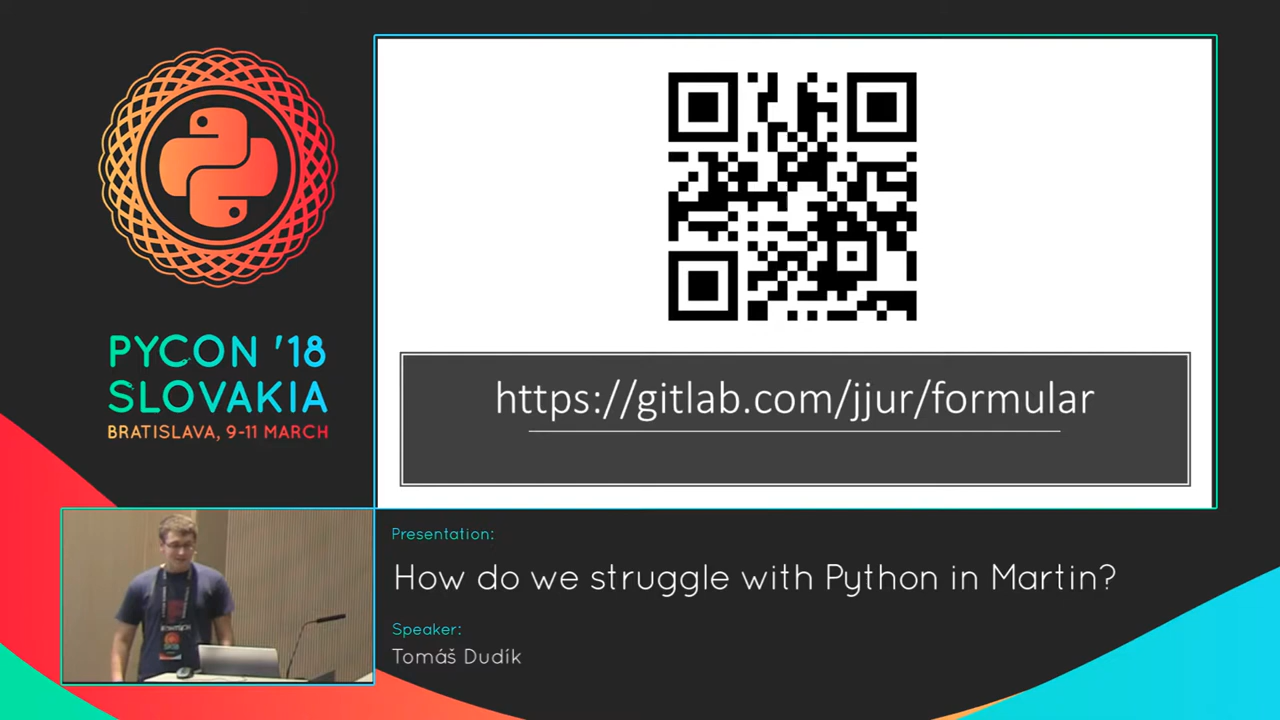 PYCON '18
SLOVAKIA
BRATISLAVA, 9-11 MARCH
https://gitlab.com/jjur/formular
Presentation:
How do we struggle with Python in Martin?
Speaker:
Tomáš Dudík